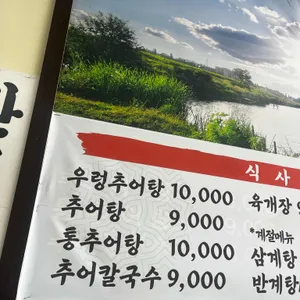 식사
우렁추어탕 10,000
추어탕 9,000
통추어탕 10,000
추어칼국수 9,000
육개장
*계절메뉴
삼계탕
반계탕